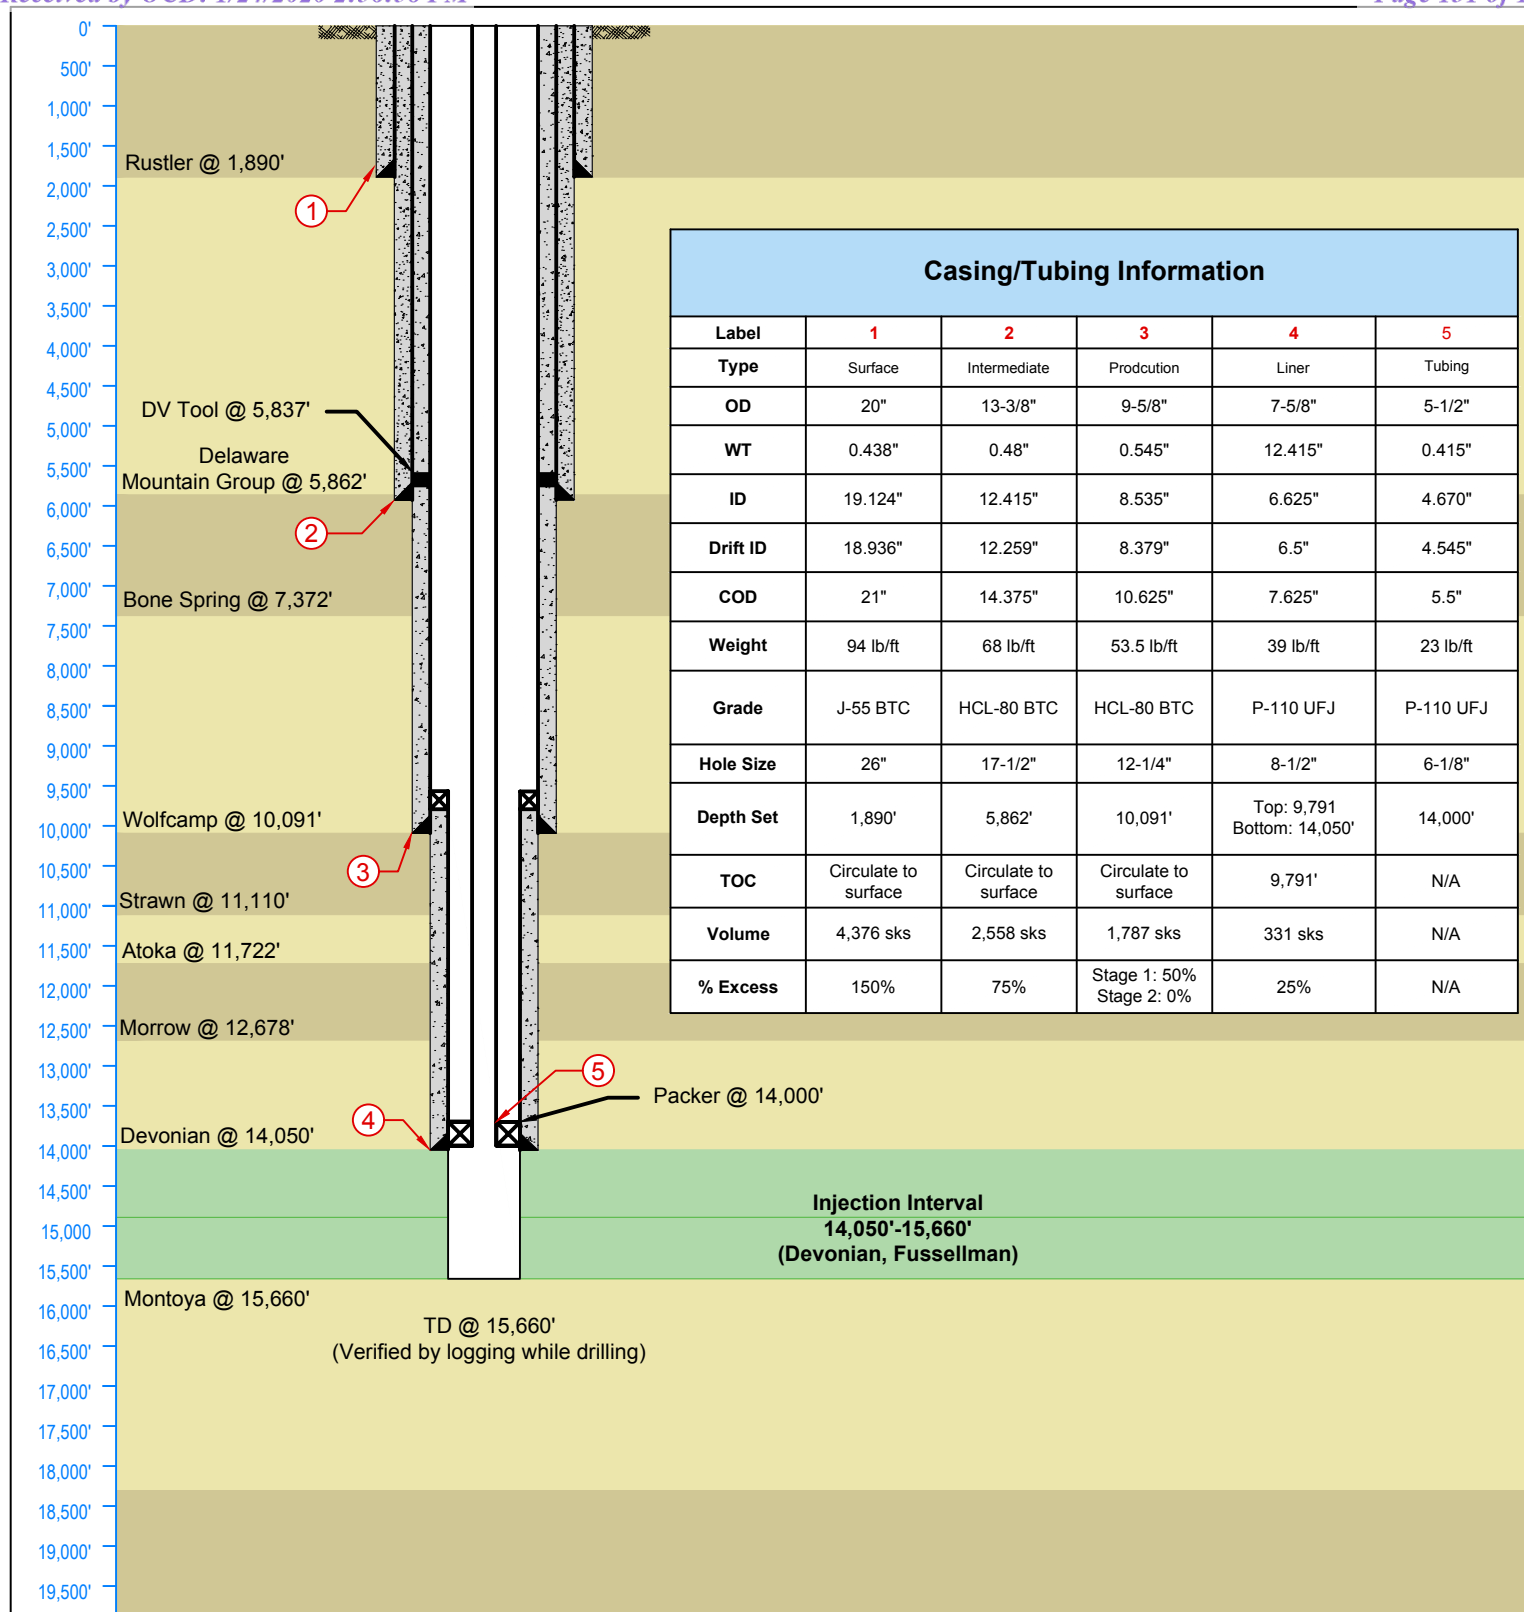 0'
500'
1,000'
1,500'
Rustler @ 1,890'
2,000'
1
2,500'
3,000'
3,500'
4,000'
4,500'
DV Tool @ 5,837'
5,000'
Delaware
5,500'
Mountain Group @ 5,862'
6,000'
2
6,500'
7,000'
Bone Spring @ 7,372'
7,500'
8,000'
8,500'
9,000'
9,500'
Wolfcamp @ 10,091'
10,000'
3
10,500'
Strawn @ 11,110'
11,000'
Atoka @ 11,722'
11,500'
12,000'
Morrow @ 12,678'
12,500'
13,000'
5
Packer @ 14,000'
13,500'
4
Devonian @ 14,050'
14,000'
14,500'
15,000
15,500'
Injection Interval
14,050'-15,660'
(Devonian, Fussellman)
Montoya @ 15,660'
16,000'
TD @ 15,660'
(Verified by logging while drilling)
16,500'
17,000'
17,500'
18,000'
18,500'
19,000'
19,500'
Casing/Tubing Information
Label 1 2 3 4 5
Type Surface Intermediate Prodcution Liner Tubing
OD 20" 13-3/8" 9-5/8" 7-5/8" 5-1/2"
WT 0.438" 0.48" 0.545" 12.415" 0.415"
ID 19.124" 12.415" 8.535" 6.625" 4.670"
Drift ID 18.936" 12.259" 8.379" 6.5" 4.545"
COD 21" 14.375" 10.625" 7.625" 5.5"
Weight 94 lb/ft 68 lb/ft 53.5 lb/ft 39 lb/ft 23 lb/ft
Grade J-55 BTC HCL-80 BTC HCL-80 BTC P-110 UFJ P-110 UFJ
Hole Size 26" 17-1/2" 12-1/4" 8-1/2" 6-1/8"
Depth Set 1,890' 5,862' 10,091' Top: 9,791 Bottom: 14,050' 14,000'
TOC Circulate to surface Circulate to surface Circulate to surface 9,791' N/A
Volume 4,376 sks 2,558 sks 1,787 sks 331 sks N/A
% Excess 150% 75% Stage 1: 50% Stage 2: 0% 25% N/A